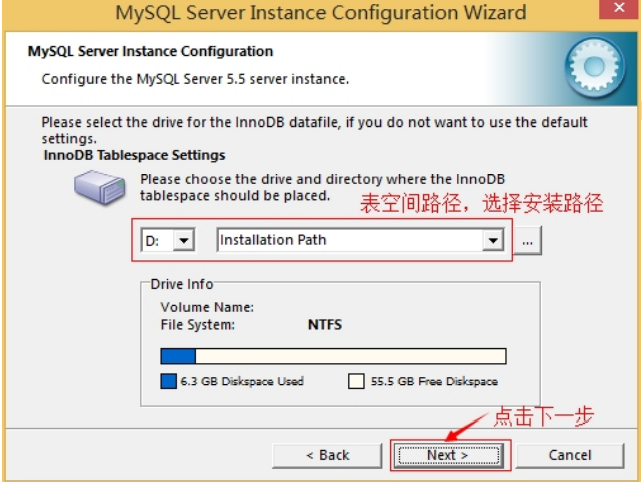 MySQL Server Instance Configuration Wizard
MySQL Server Instance Configuration
Configure the MySQL Server 5.5 server instance.
Please select the drive for the InnoDB datafile, if you do not want to use the default
settings.
InnoDB Tablespace Settings
Please choose the drive and directory where the InnoDB
tablespace should be placed.
表空间路径，选择安装路径
D: Installation Path ...
Drive Info
Volume Name:
File System: NTFS
6.3 GB Diskspace Used 55.5 GB Free Diskspace
点击下一步
< Back Next > Cancel